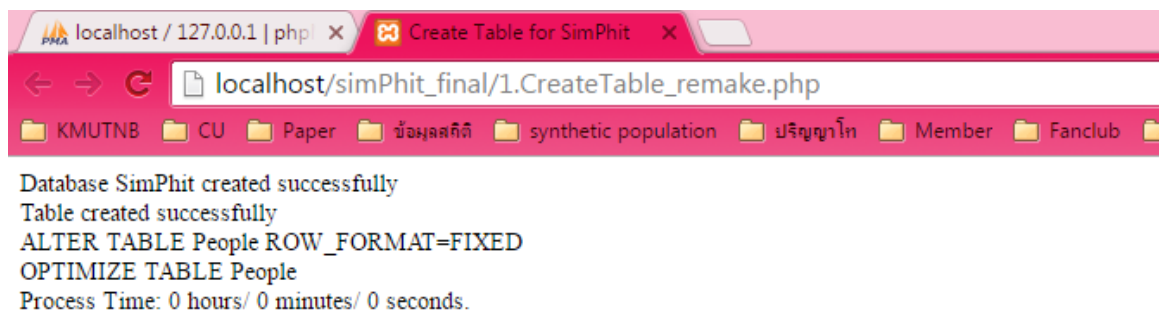 localhost / 127.0.0.1 | php
Create Table for SimPhit
localhost/simPhit_final/1.CreateTable_remake.php
KMUTNB CU Paper ข้อมูลสถิติ synthetic population ปริญญาโท Member Fanclub
Database SimPhit created successfully
Table created successfully
ALTER TABLE People ROW_FORMAT=FIXED
OPTIMIZE TABLE People
Process Time: 0 hours/ 0 minutes/ 0 seconds.